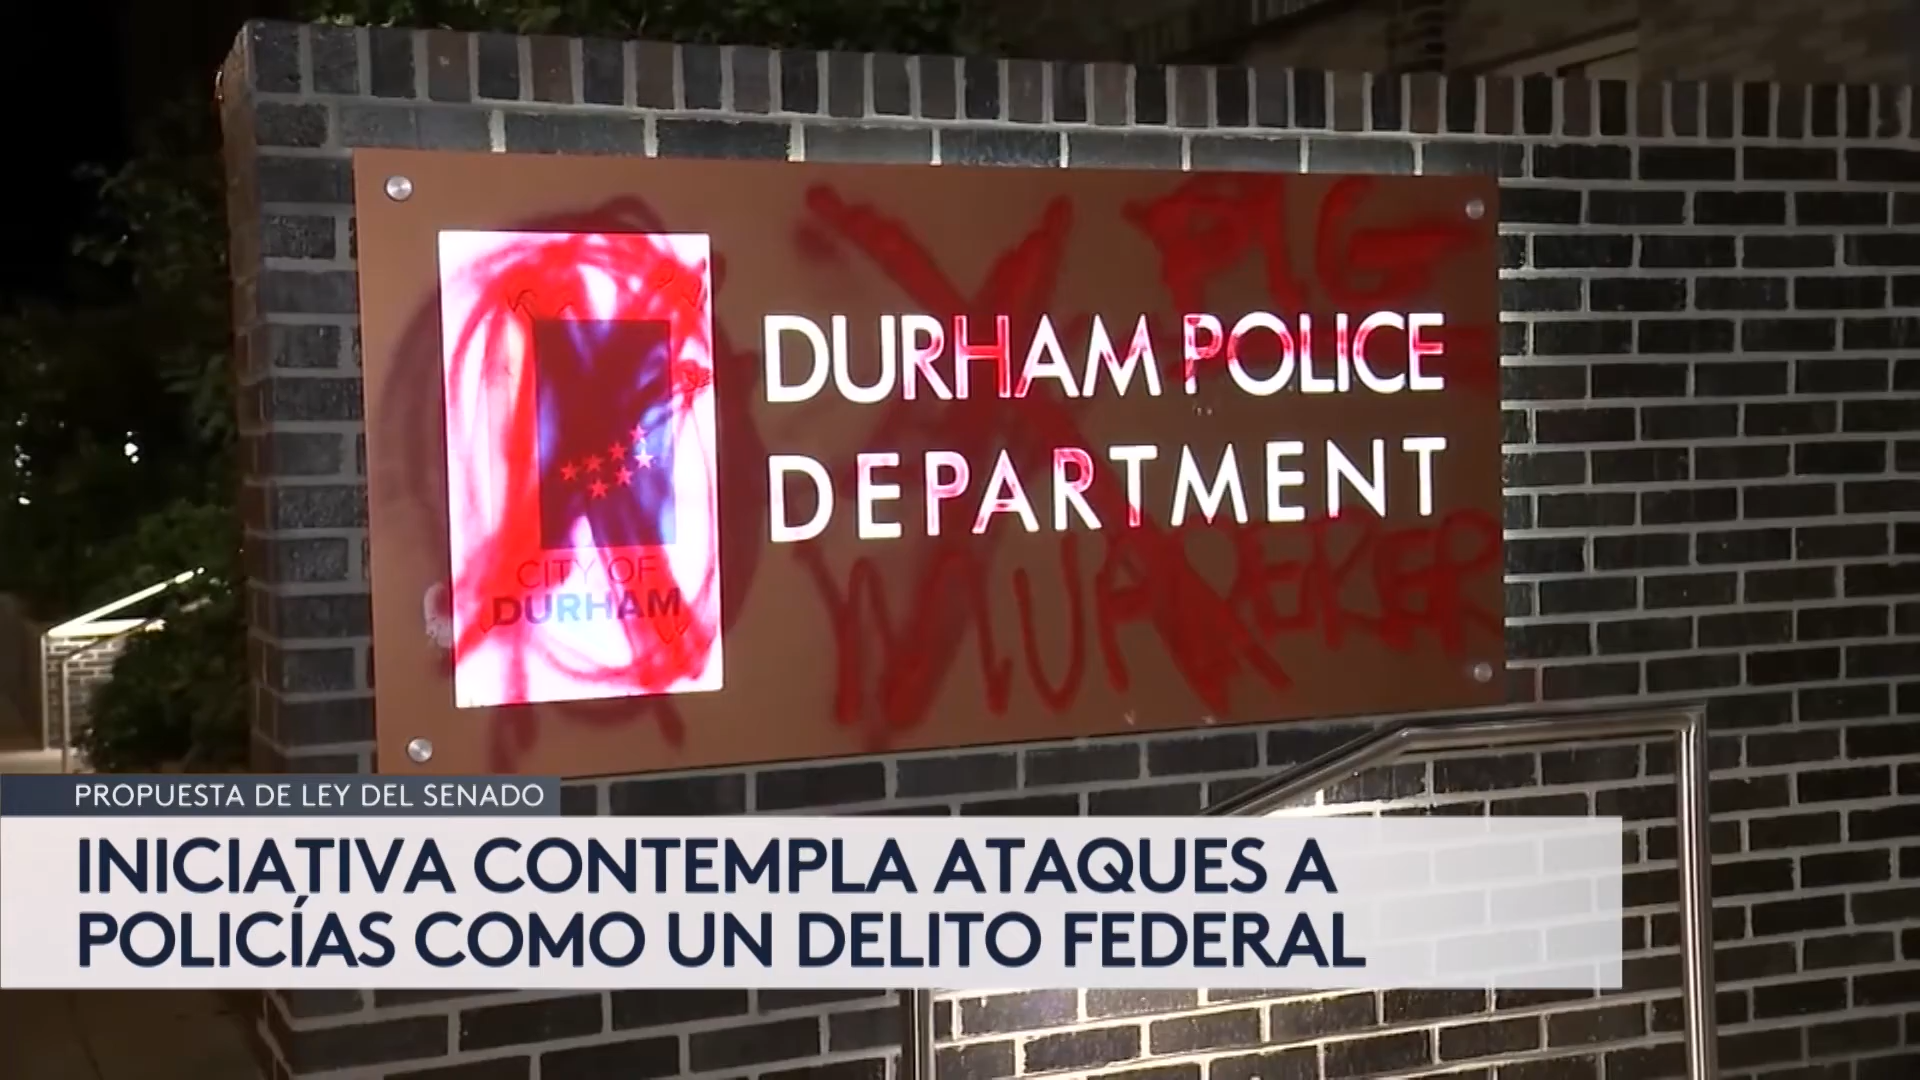 PIG
DURHAM POLICE
DEPARTMENT
CITY OF
DURHAM
PROPUESTA DE LEY DEL SENADO
INICIATIVA CONTEMPLA ATAQUES A
POLICÍAS COMO UN DELITO FEDERAL